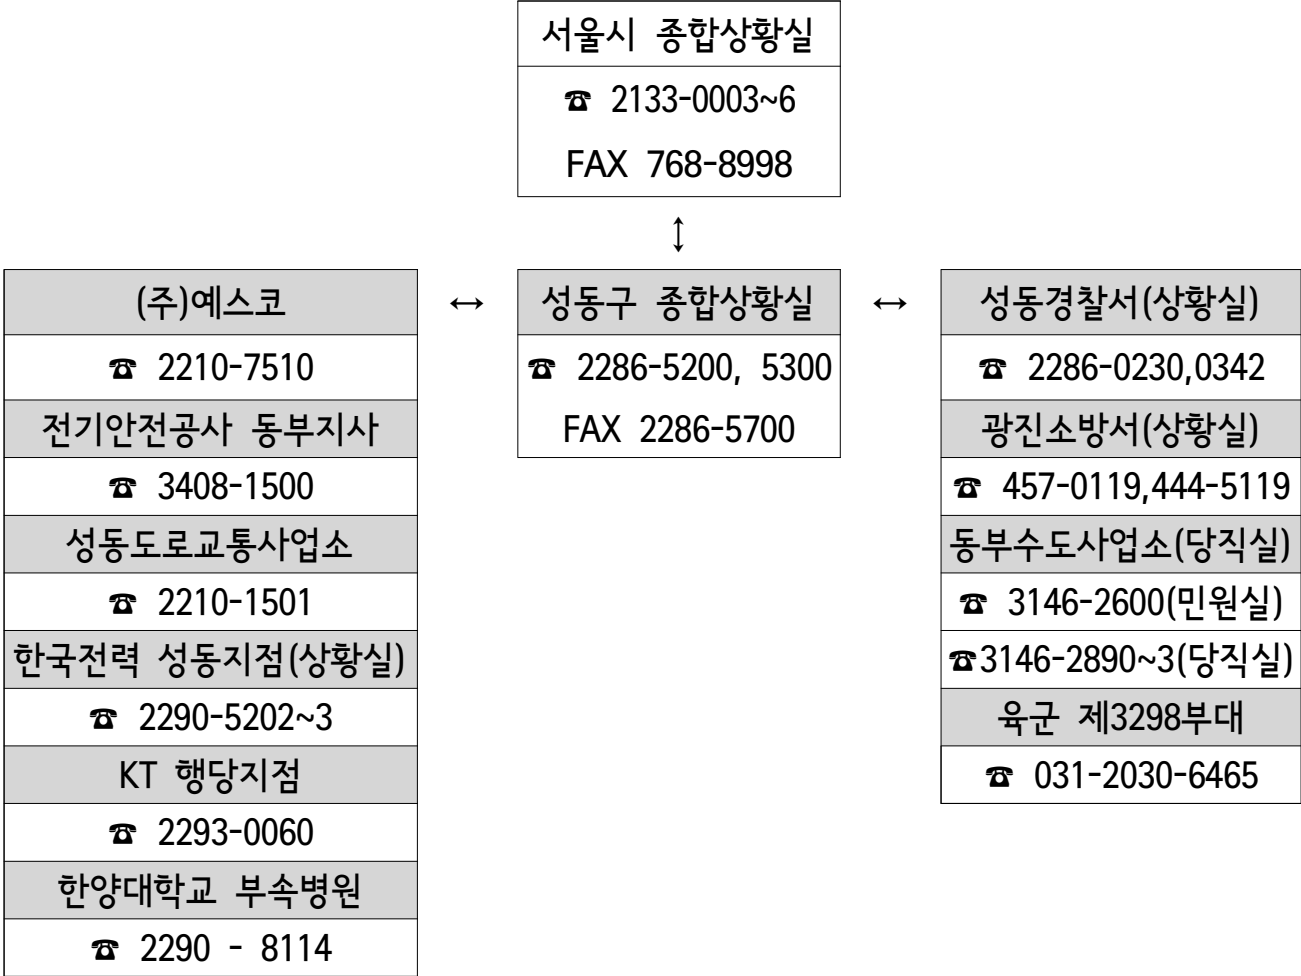 서울시 종합상황실
☎ 2133-0003~6
FAX 768-8998
↕
(주)예스코
☎ 2210-7510
전기안전공사 동부지사
☎ 3408-1500
성동도로교통사업소
☎ 2210-1501
한국전력 성동지점(상황실)
☎ 2290-5202~3
KT 행당지점
☎ 2293-0060
한양대학교 부속병원
☎ 2290 - 8114
↔
성동구 종합상황실
☎ 2286-5200, 5300
FAX 2286-5700
↔
성동경찰서(상황실)
☎ 2286-0230,0342
광진소방서(상황실)
☎ 457-0119,444-5119
동부수도사업소(당직실)
☎ 3146-2600(민원실)
☎3146-2890~3(당직실)
육군 제3298부대
☎ 031-2030-6465